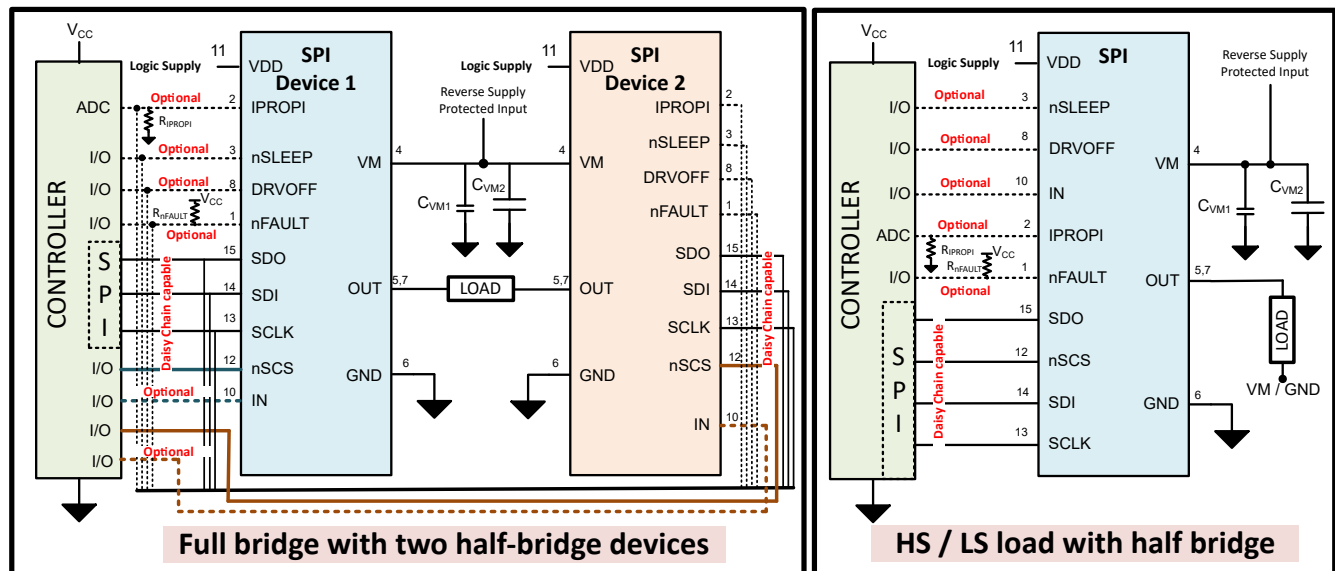 VCC
CONTROLLER
ADC
I/O
I/O
I/O
SPI
I/O
I/O
I/O
I/O
Logic Supply
Optional
RIPROPI
Optional
Optional
VCC
RnFAULT
Optional
Daisy Chain capable
Optional
Optional
11
2
3
8
1
15
14
13
12
10
SPI
Device 1
VDD
IPROPI
nSLEEP
DRVOFF
nFAULT
SDO
SDI
SCLK
nSCS
IN
VM
OUT
GND
4
5,7
6
Reverse Supply
Protected Input
CVM1
CVM2
LOAD
Logic Supply
11
4
5,7
6
SPI
Device 2
VDD
VM
OUT
GND
IPROPI
nSLEEP
DRVOFF
nFAULT
SDO
SDI
SCLK
nSCS
IN
2
3
8
1
15
14
13
12
10
Daisy Chain capable
Full bridge with two half-bridge devices
VCC
CONTROLLER
I/O
I/O
I/O
ADC
I/O
SPI
Logic Supply
Optional
Optional
Optional
Optional
RIPROPI
VCC
RnFAULT
Optional
Daisy Chain capable
11
3
8
10
2
1
15
12
14
13
SPI
VDD
nSLEEP
DRVOFF
IN
IPROPI
nFAULT
SDO
nSCS
SDI
SCLK
VM
OUT
GND
4
5,7
6
Reverse Supply
Protected Input
CVM1
CVM2
LOAD
VM / GND
HS / LS load with half bridge